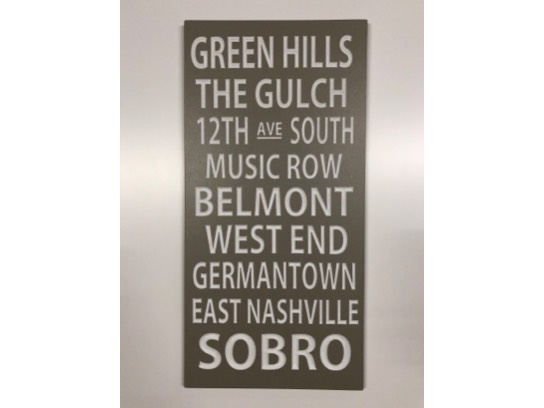 GREEN HILLS
THE GULCH
12TH AVE SOUTH
MUSIC ROW
BELMONT
WEST END
GERMANTOWN
EAST NASHVILLE
SOBRO